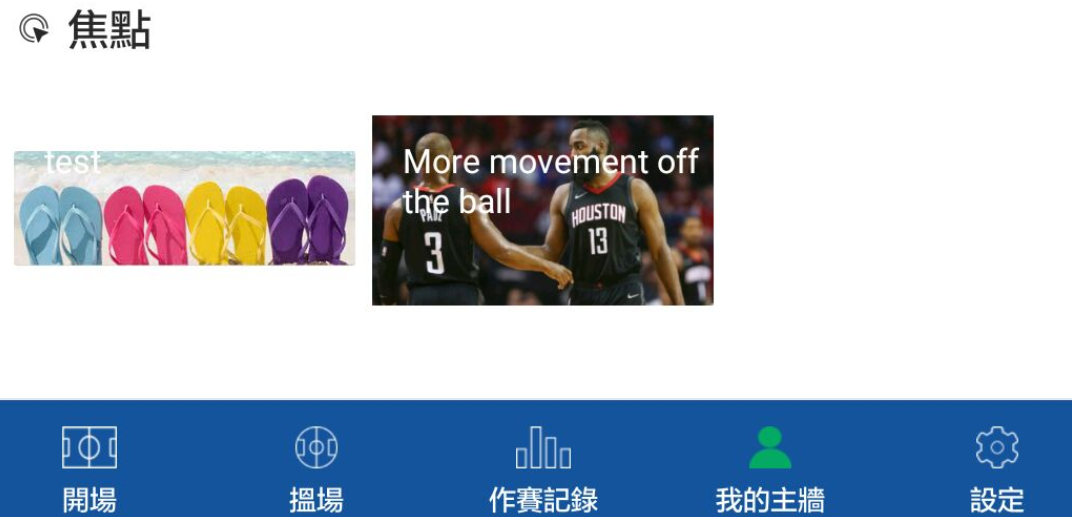 焦點
test
More movement off
the ball
PAUL
3
HOUSTON
13
開場
搵場
作賽記錄
我的主牆
設定